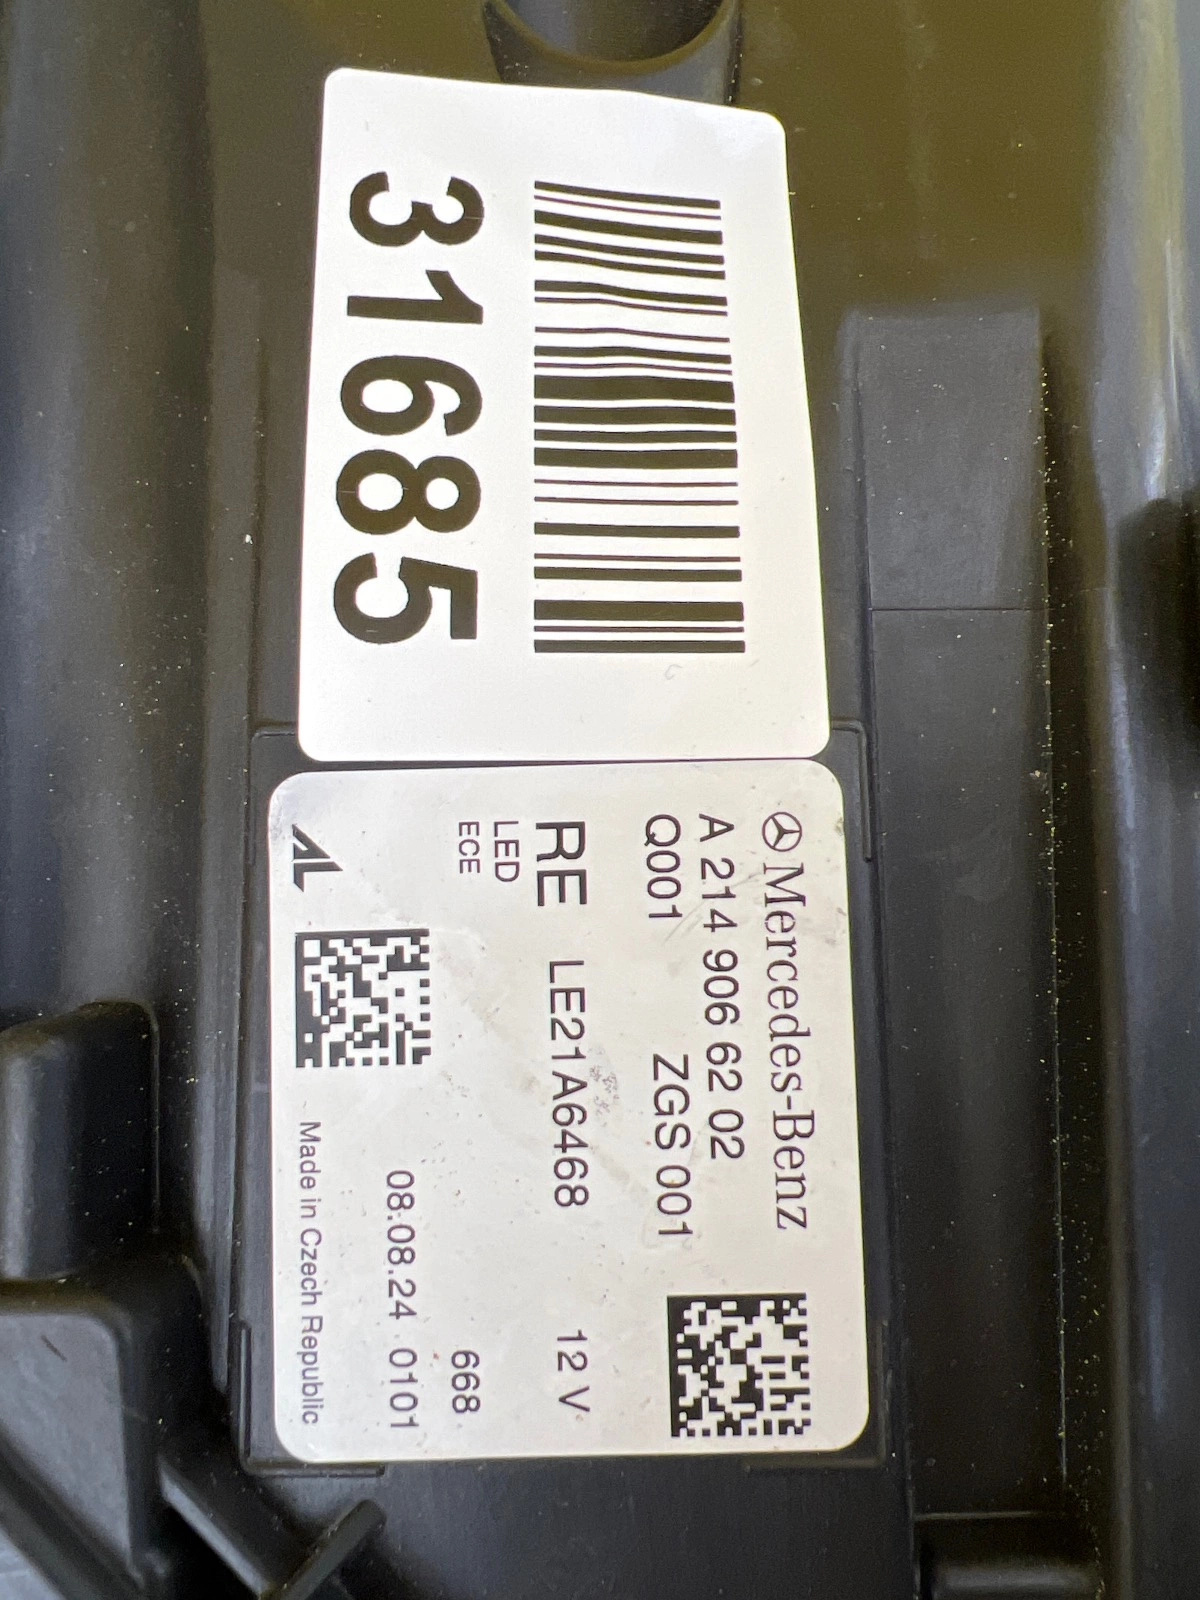 31685
Mercedes-Benz
A 214 906 62 02
Q001 ZGS 001
RE LE21A6468 12 V
LED
ECE 668
08.08.24 0101
AL
Made in Czech Republic